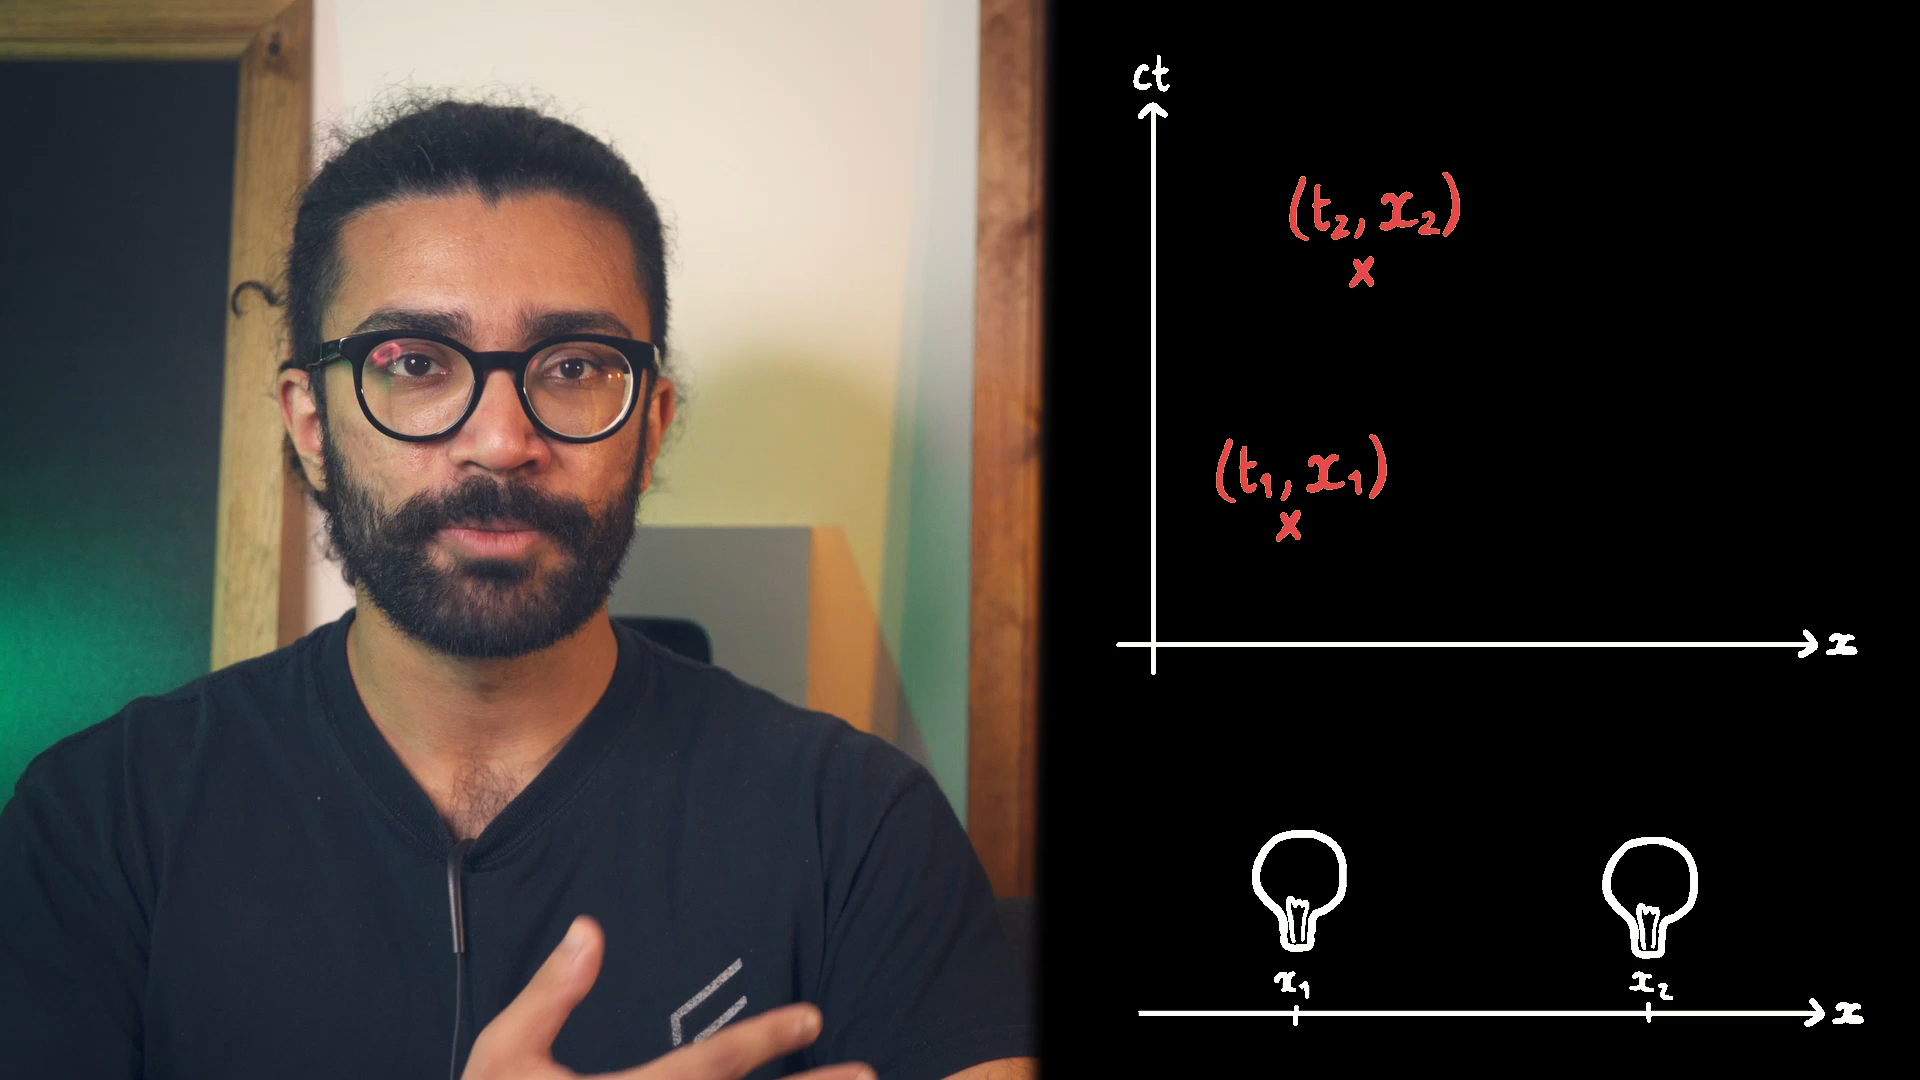 ct
(t₂, x₂)
x
(t₁, x₁)
x
x
x₁ x₂
x